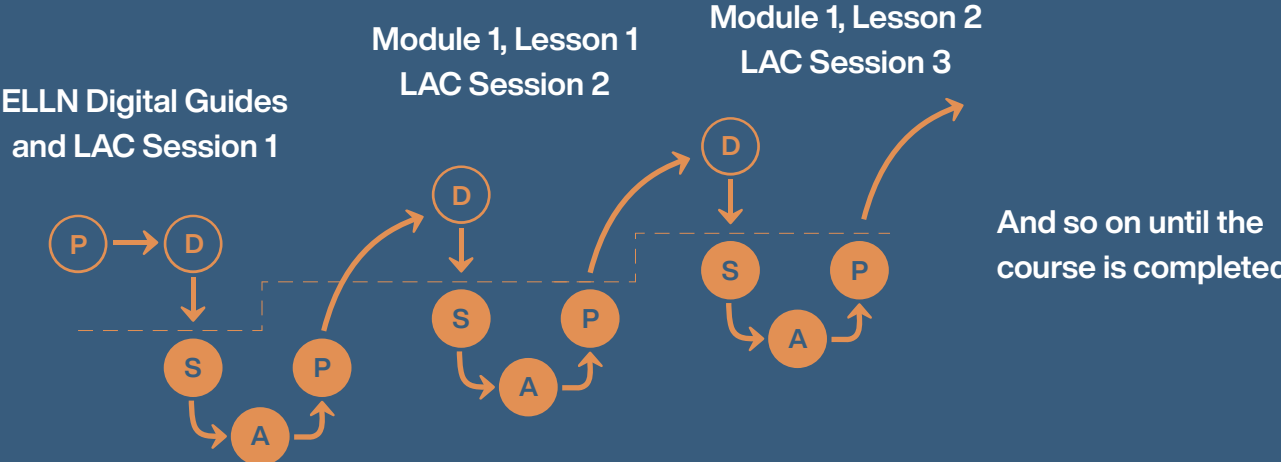 ELLN Digital Guides
and LAC Session 1
P
D
S
A
P
Module 1, Lesson 1
LAC Session 2
D
S
A
P
Module 1, Lesson 2
LAC Session 3
D
S
A
P
And so on until the
course is completed